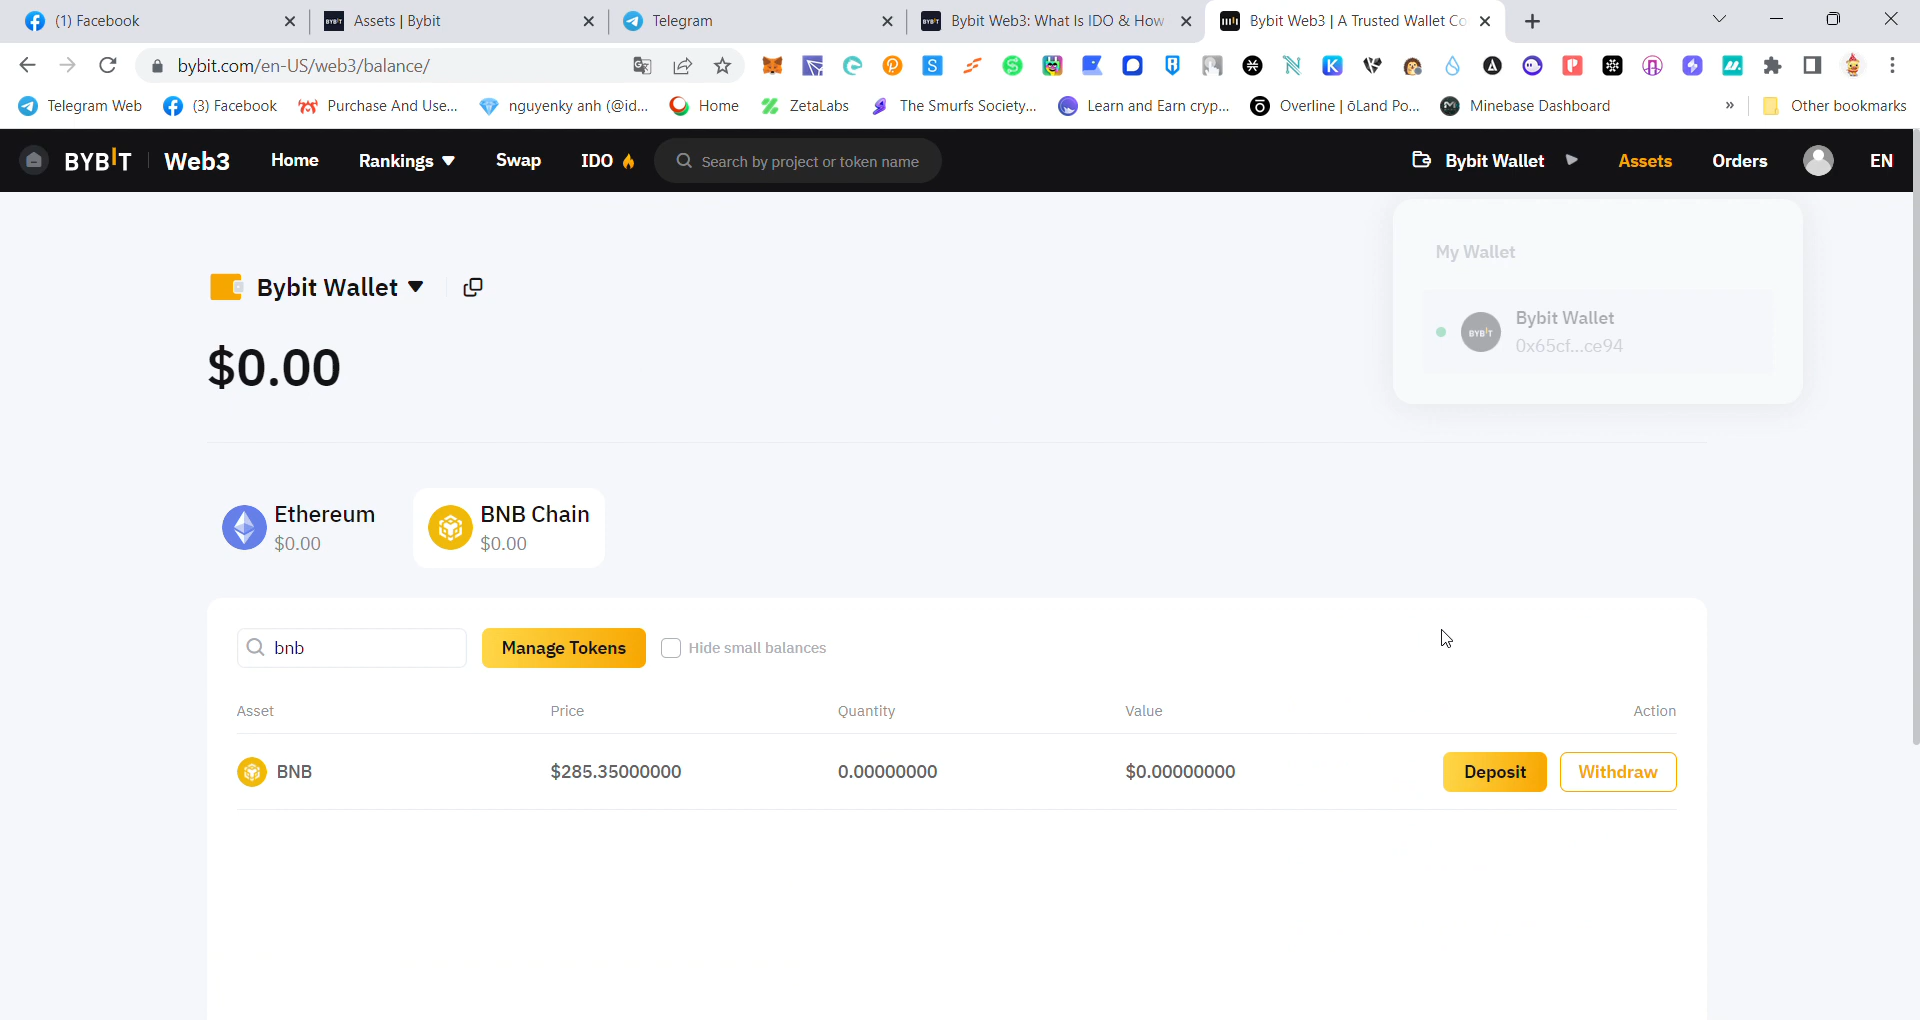 (1) Facebook
Assets | Bybit
Telegram
Bybit Web3: What Is IDO & How
Bybit Web3 | A Trusted Wallet Co
bybit.com/en-US/web3/balance/
Telegram Web
(3) Facebook
Purchase And Use...
nguyenky anh (@id...
Home
ZetaLabs
The Smurfs Society...
Learn and Earn cryp...
Overline | ōLand Po...
Minebase Dashboard
»
Other bookmarks
BYBIT Web3
Home
Rankings
Swap
IDO
Search by project or token name
Bybit Wallet
Assets
Orders
EN
My Wallet
BYBIT
Bybit Wallet
0x65cf...ce94
Bybit Wallet
$0.00
Ethereum
$0.00
BNB Chain
$0.00
bnb
Manage Tokens
Hide small balances
Asset Price Quantity Value Action
BNB $285.35000000 0.00000000 $0.00000000 Deposit Withdraw